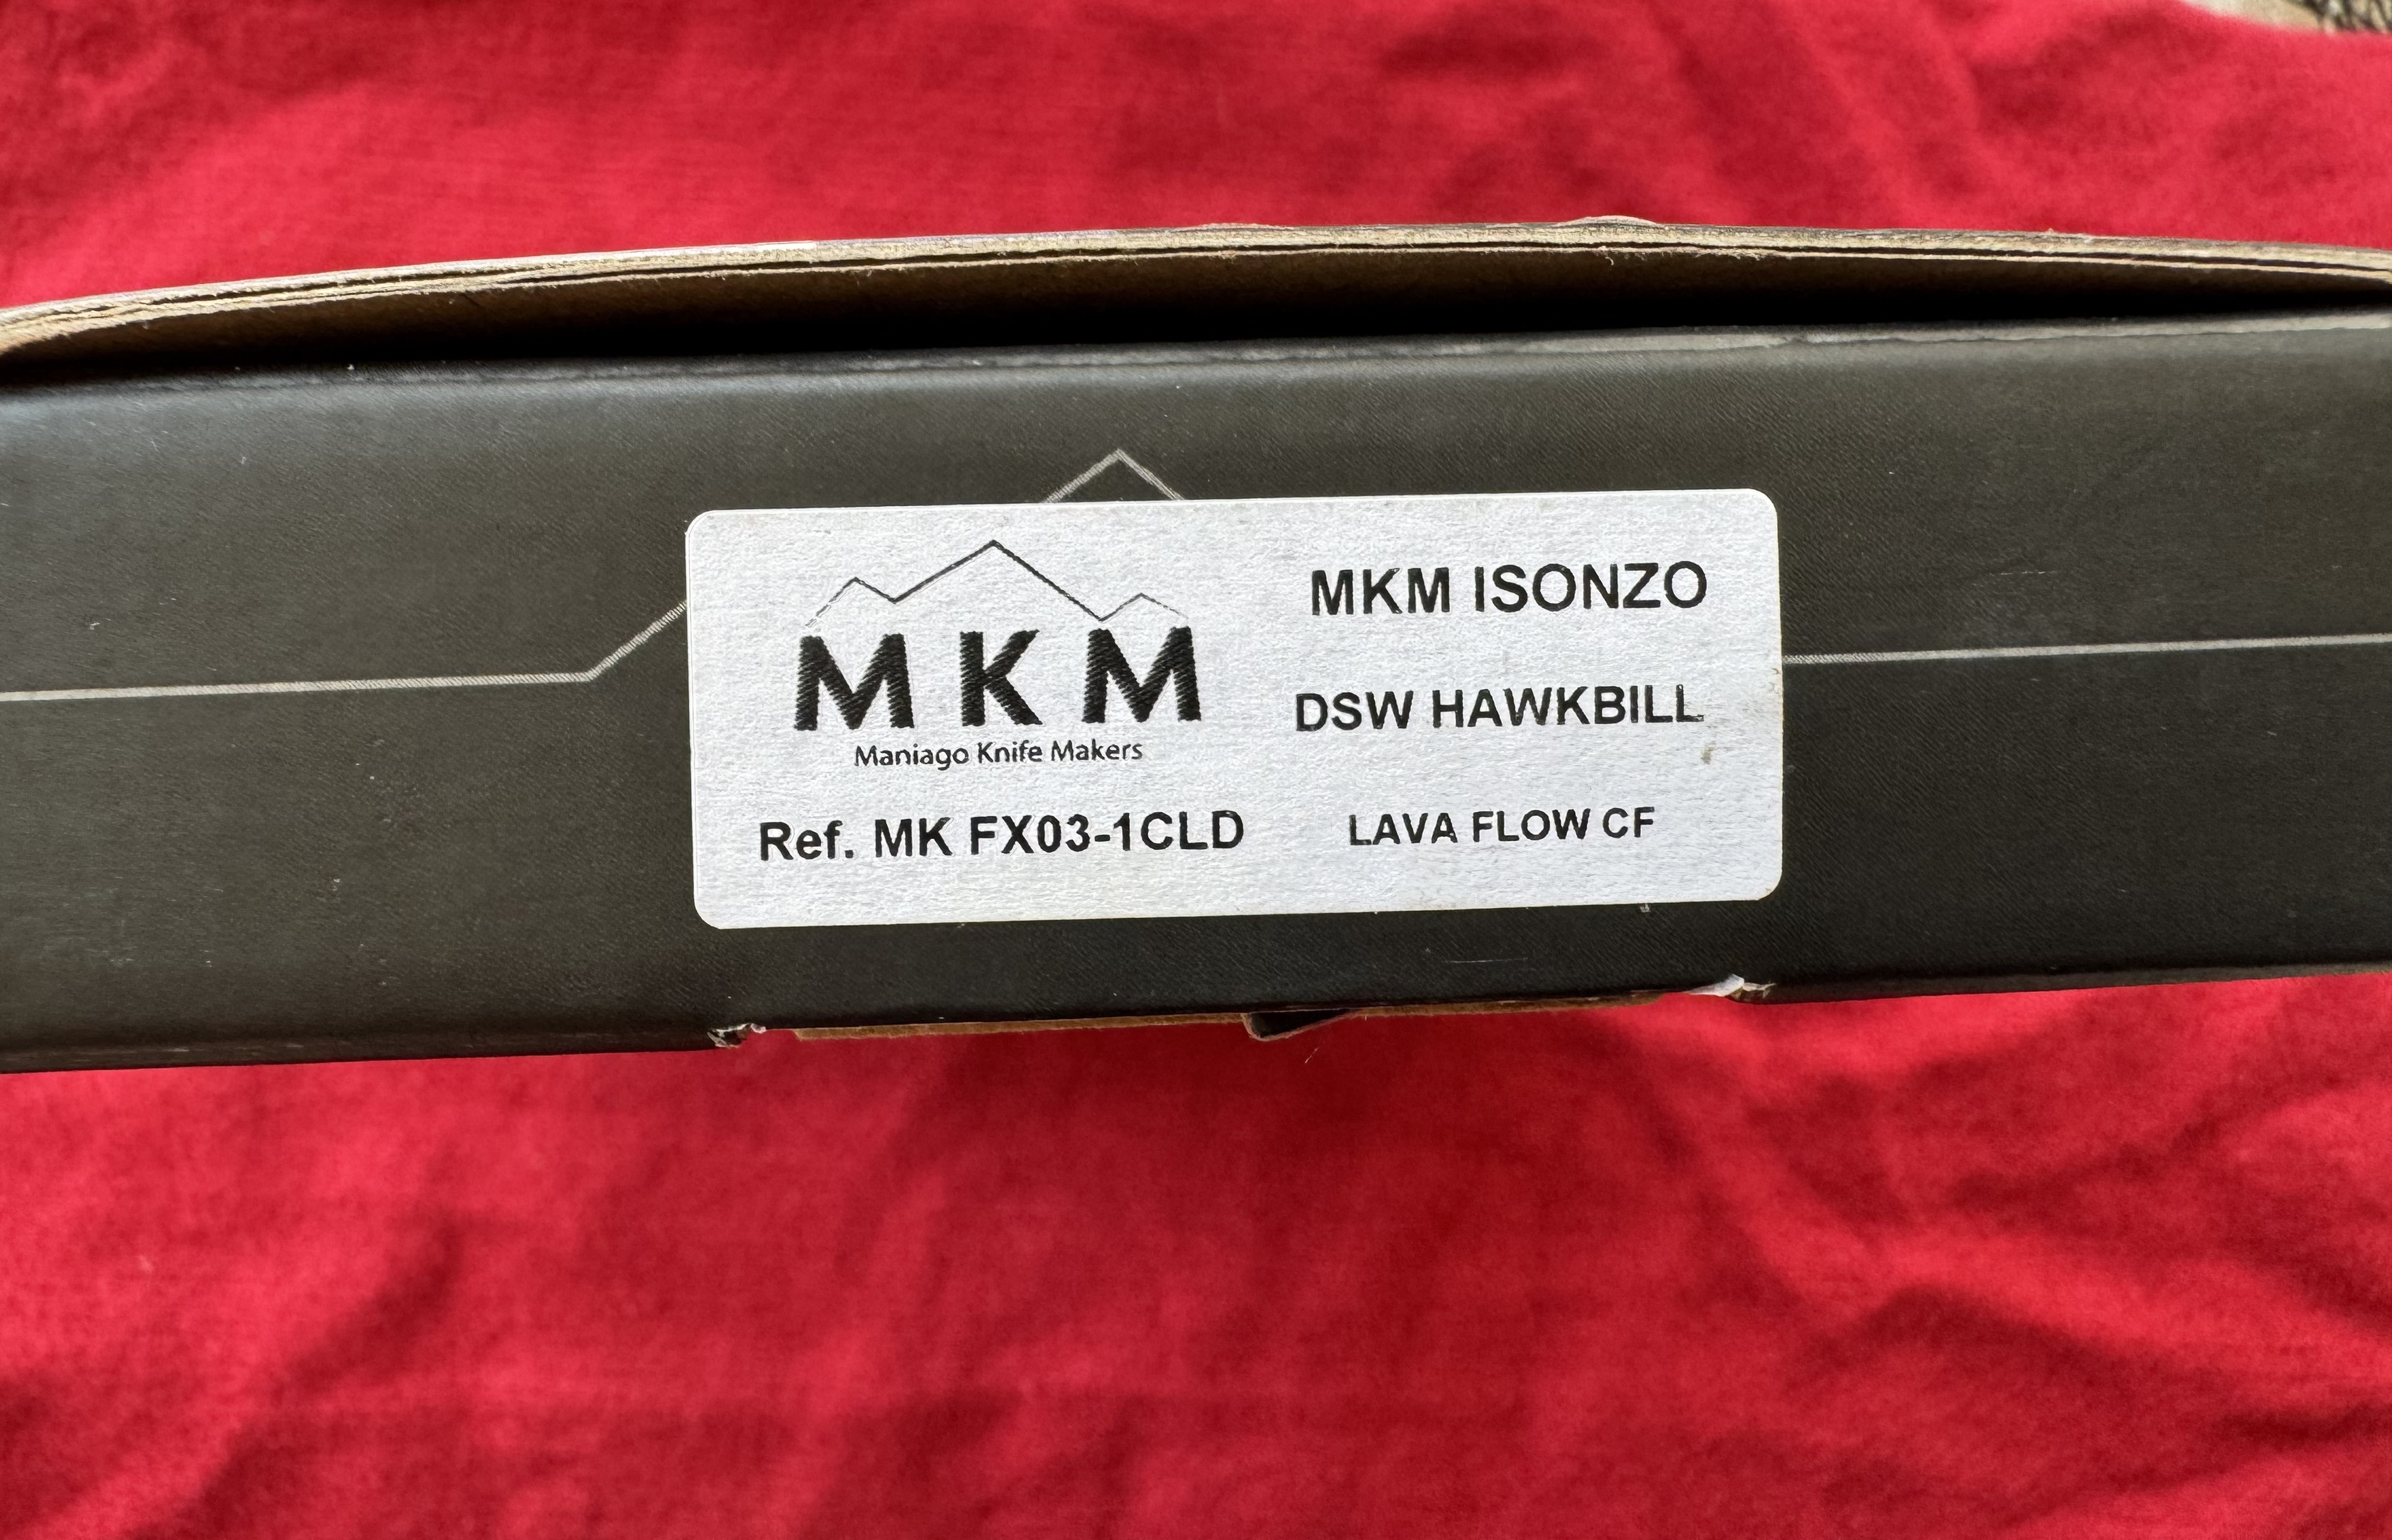 MKM
Maniago Knife Makers
Ref. MK FX03-1CLD
MKM ISONZO
DSW HAWKBILL
LAVA FLOW CF